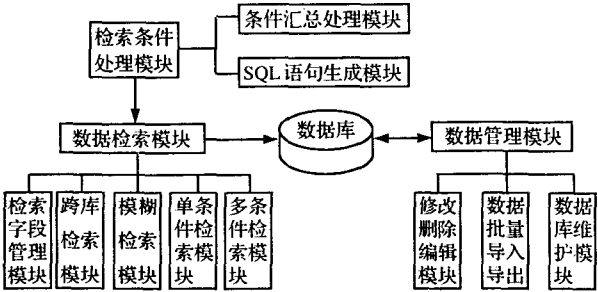 条件汇总处理模块
检索条件
处理模块
SQL语句生成模块
数据检索模块
数据库
数据管理模块
检索
字段
管理
模块
跨库
检索
模块
模糊
检索
模块
单条
件检
索模
块
多条
件检
索模
块
修改
删除
编辑
模块
数据
批量
导入
导出
数据
库维
护模
块